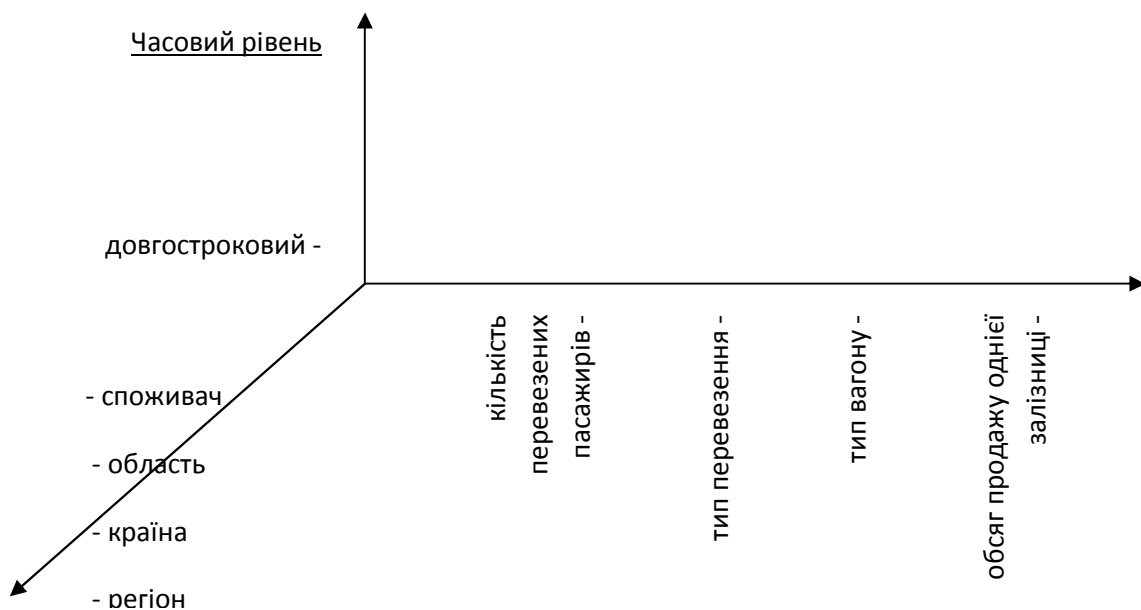 Часовий рівень
довгостроковий -
кількість
перевезених
пасажирів -
тип перевезення -
тип вагону -
обсяг продажу однієї
залізниці -
- споживач
- область
- країна
- регіон